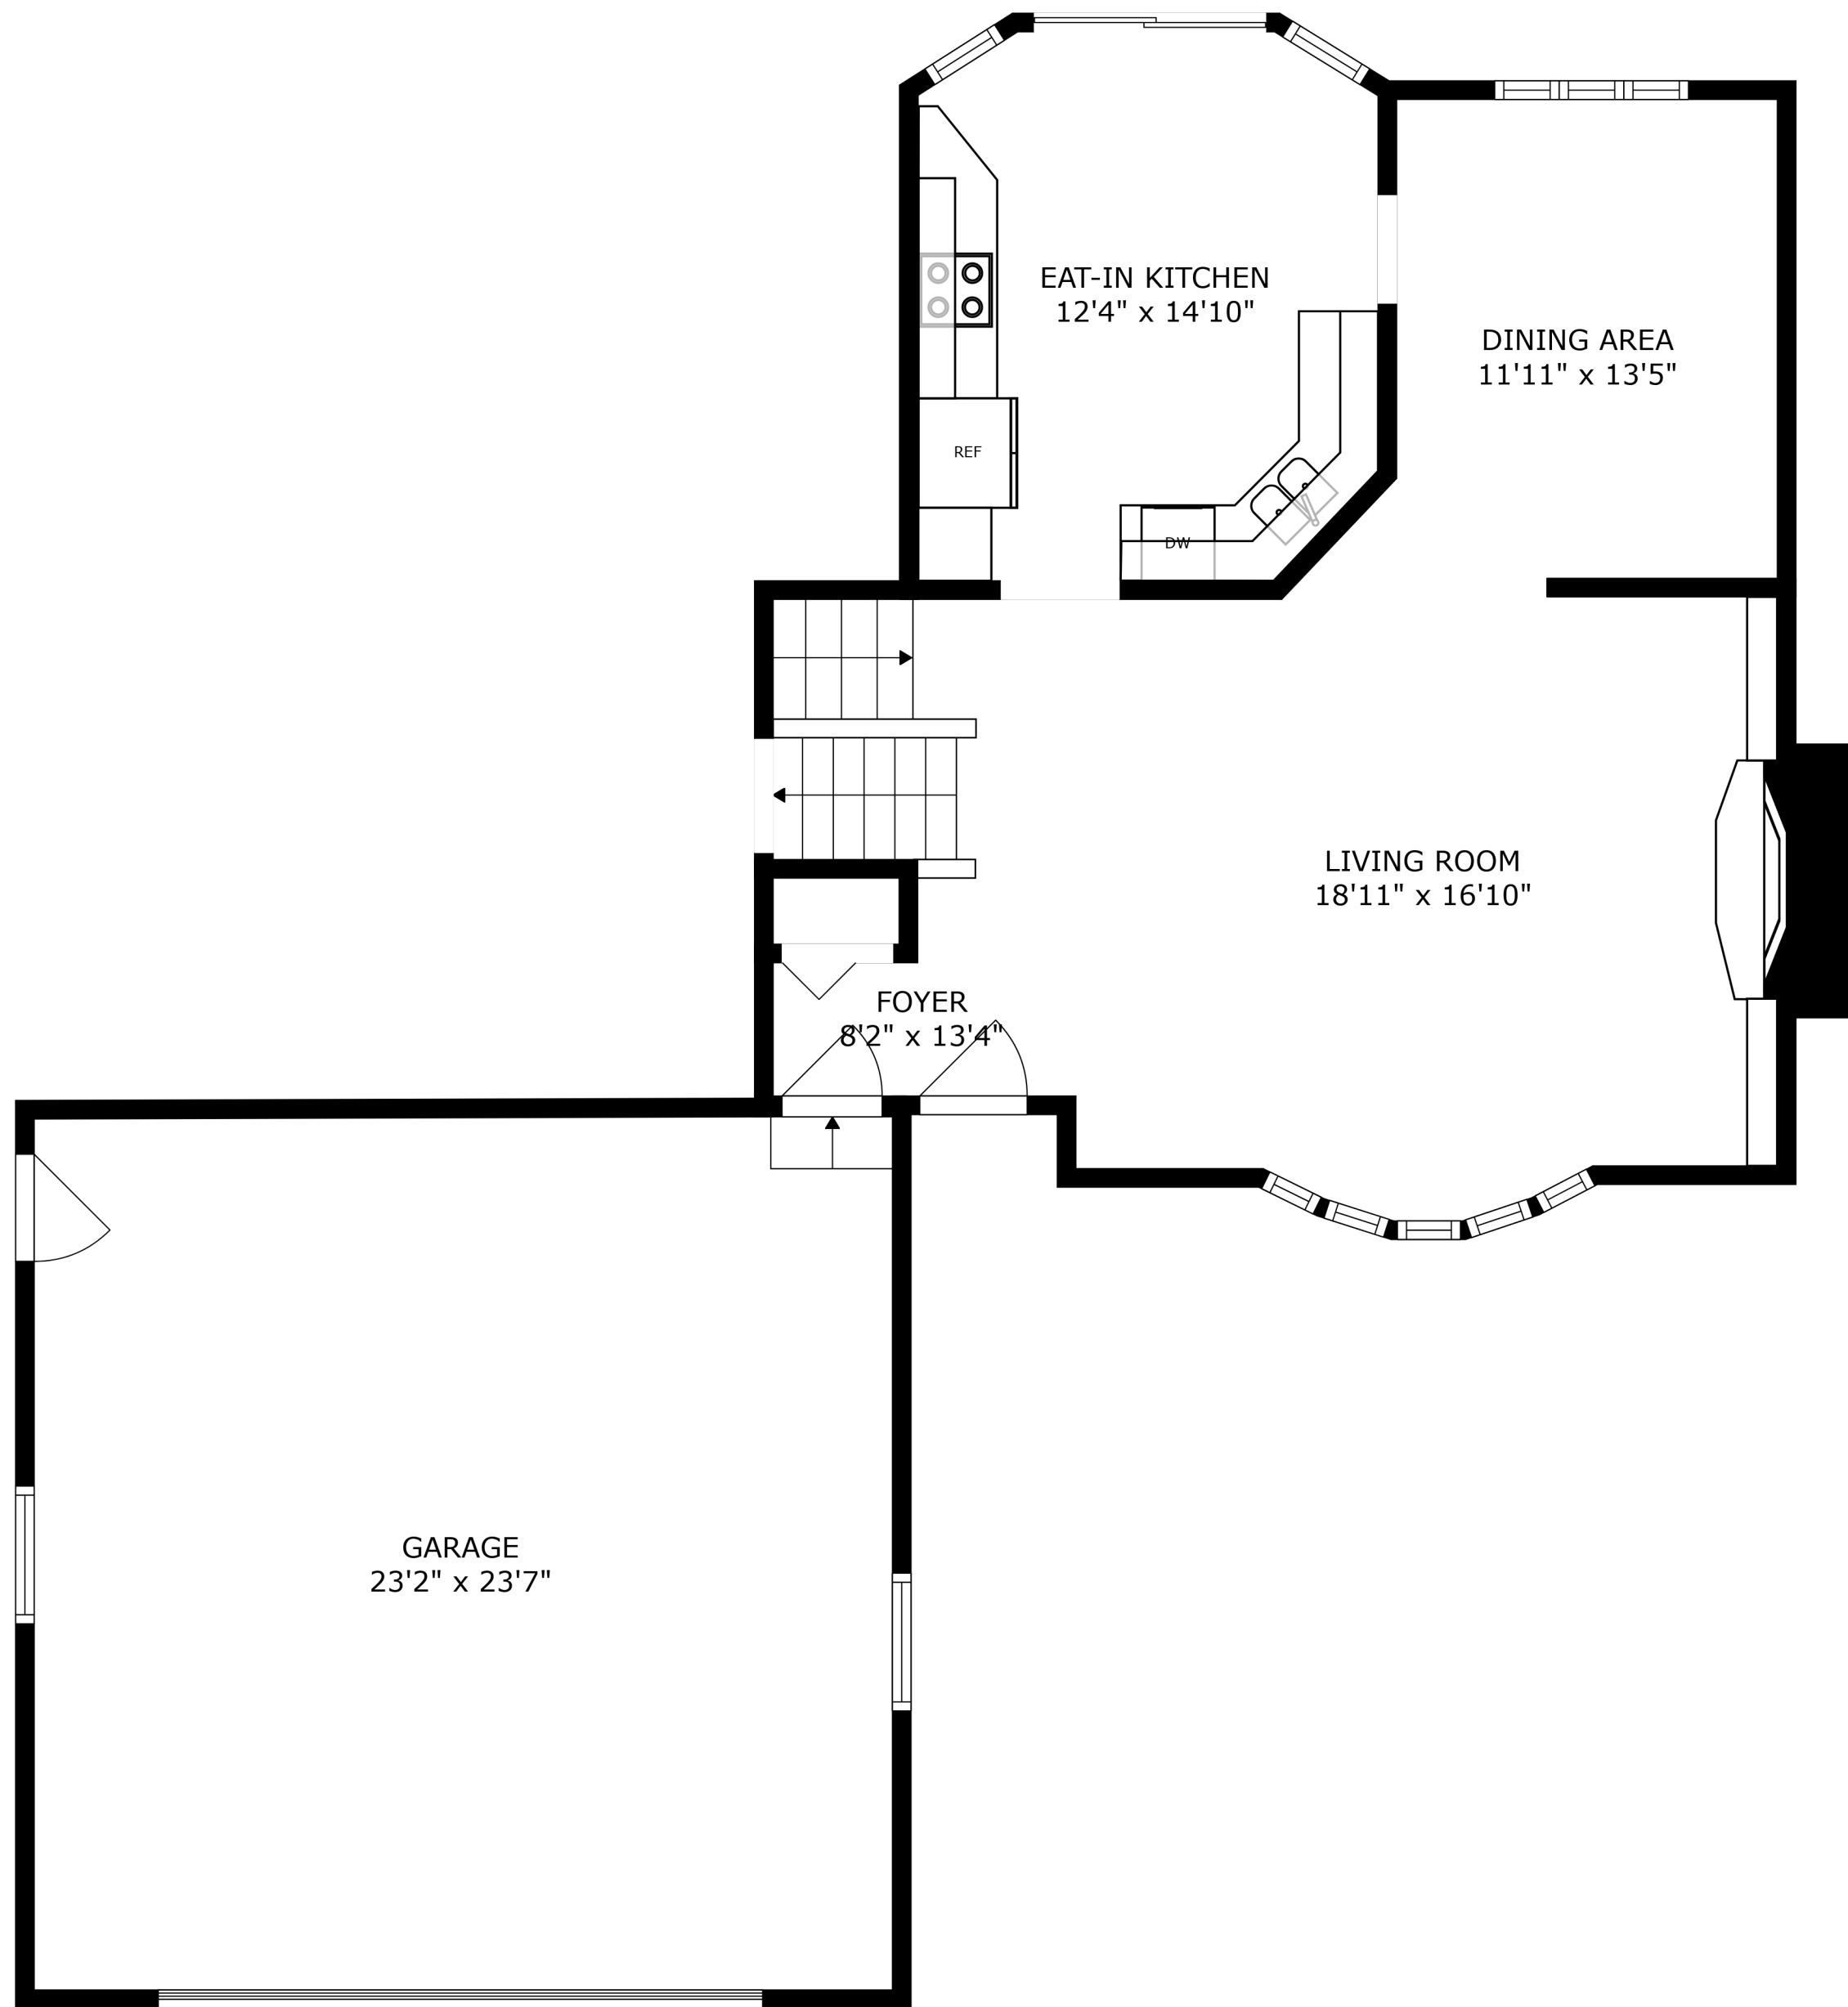 EAT-IN KITCHEN
12'4" x 14'10"
DINING AREA
11'11" x 13'5"
REF
DW
LIVING ROOM
18'11" x 16'10"
FOYER
8'2" x 13'4"
GARAGE
23'2" x 23'7"